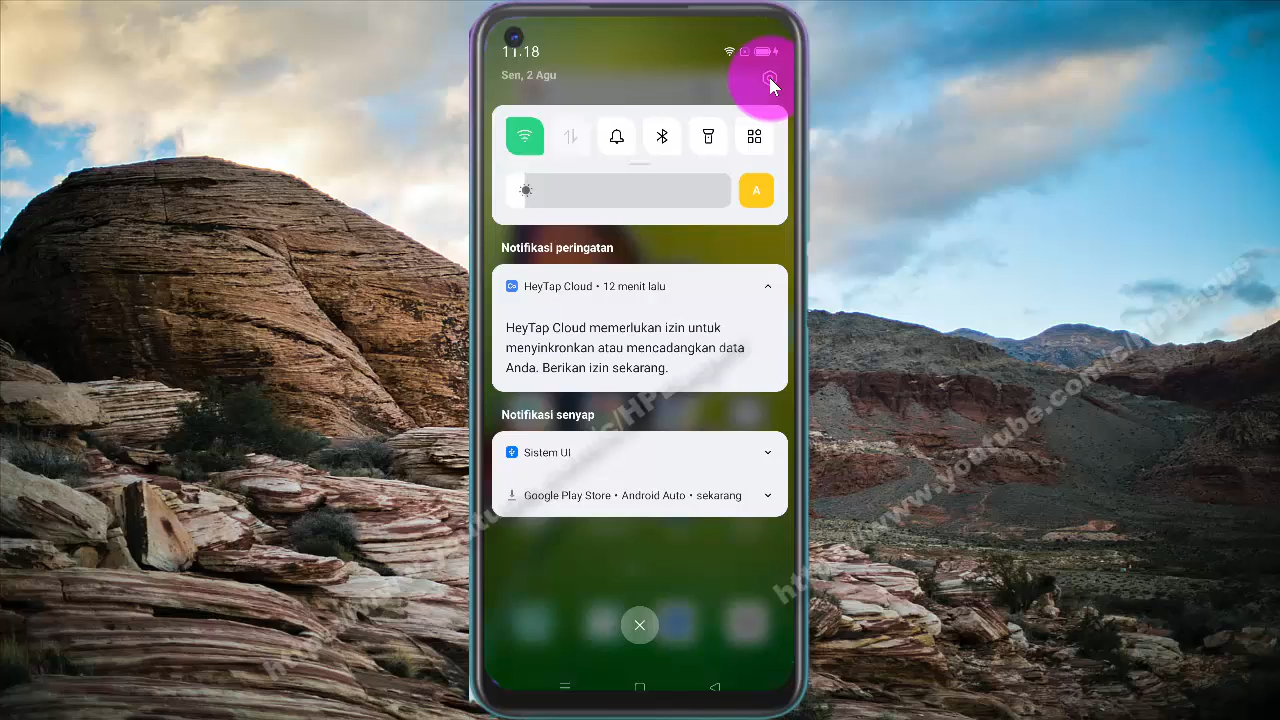 11.18
Sen, 2 Agu
A
Notifikasi peringatan
Co HeyTap Cloud • 12 menit lalu
HeyTap Cloud memerlukan izin untuk
menyinkronkan atau mencadangkan data
Anda. Berikan izin sekarang.
Notifikasi senyap
Sistem UI
Google Play Store • Android Auto • sekarang
www.youtube.com/c/HPBagus